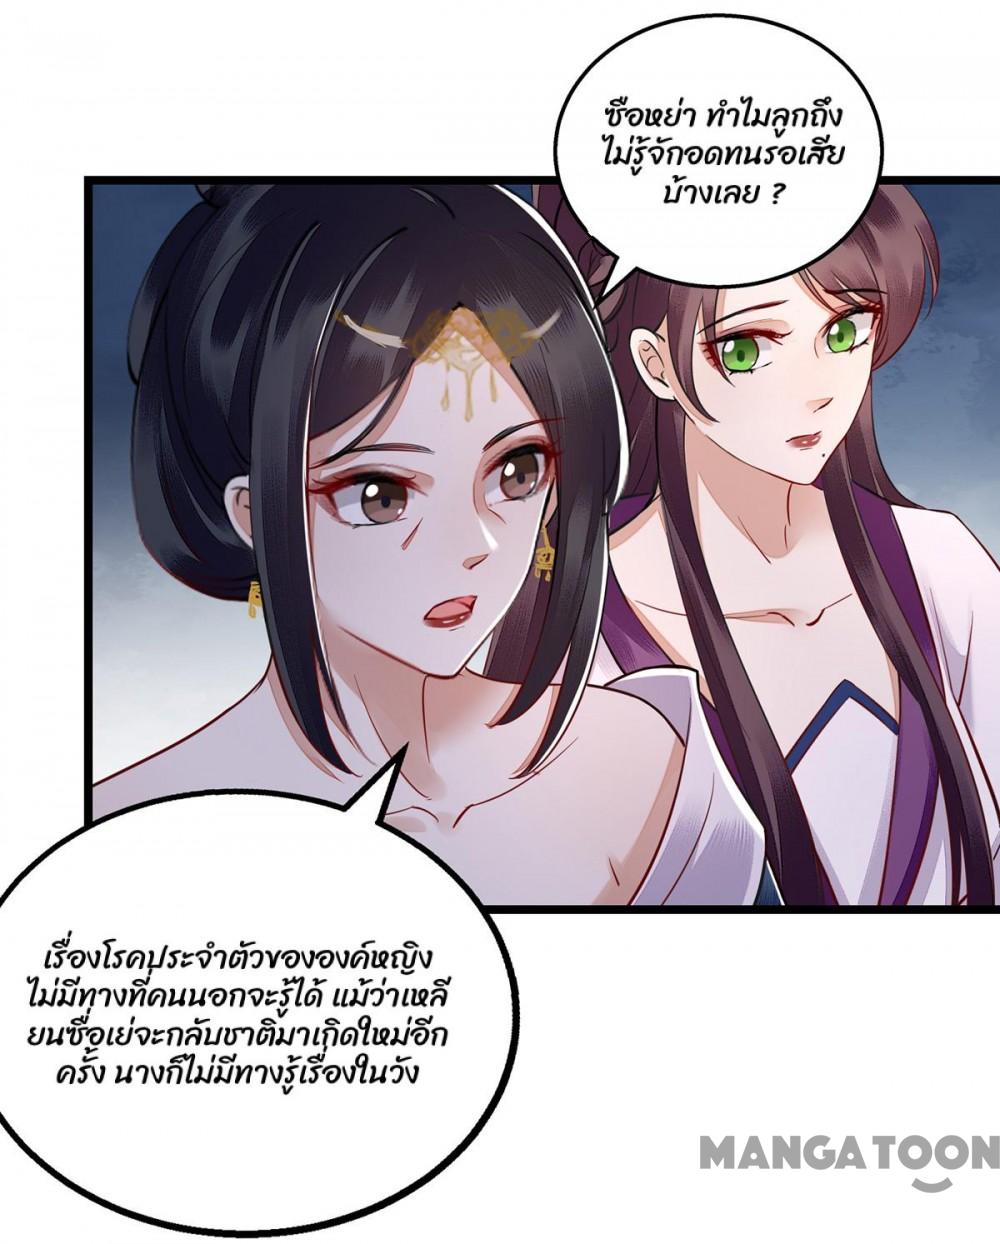 ซือหย่า ทำไมลูกถึง
ไม่รู้จักอดทนรอเสีย
บ้างเลย ?
เรื่องโรคประจำตัวขององค์หญิง
ไม่มีทางที่คนนอกจะรู้ได้ แม้ว่าเหลี
ยนซื่อเย่จะกลับชาติมาเกิดใหม่อีก
ครั้ง นางก็ไม่มีทางรู้เรื่องในวัง
MANGATOON